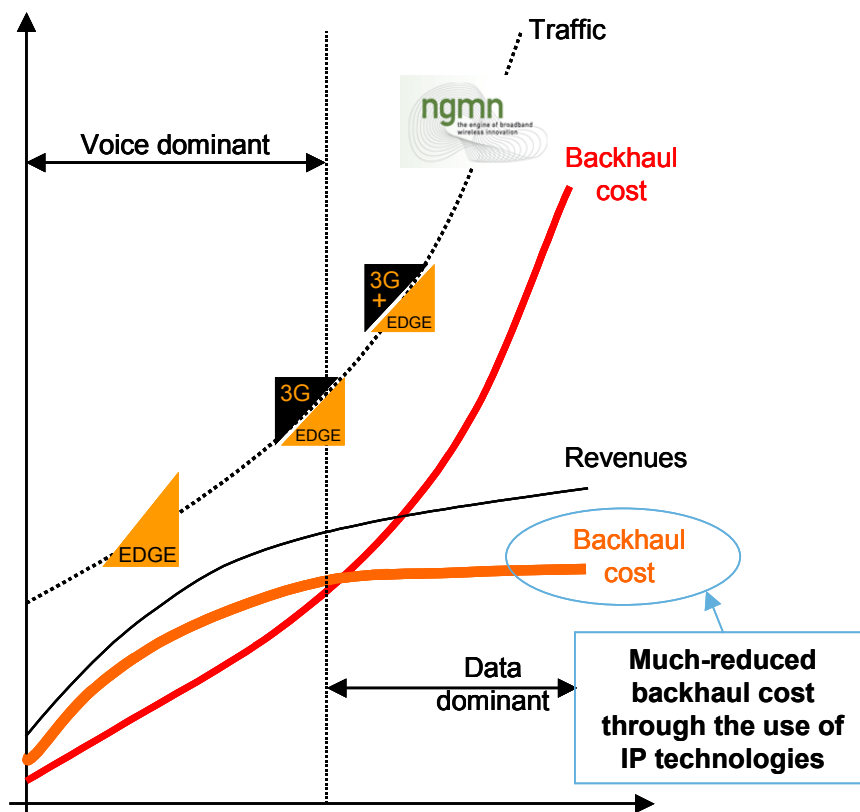 Traffic
ngmn
the engine of broadband
wireless innovation
Voice dominant
Backhaul
cost
3G
+
EDGE
3G
EDGE
Revenues
EDGE
Backhaul
cost
Data
dominant
Much-reduced
backhaul cost
through the use of
IP technologies